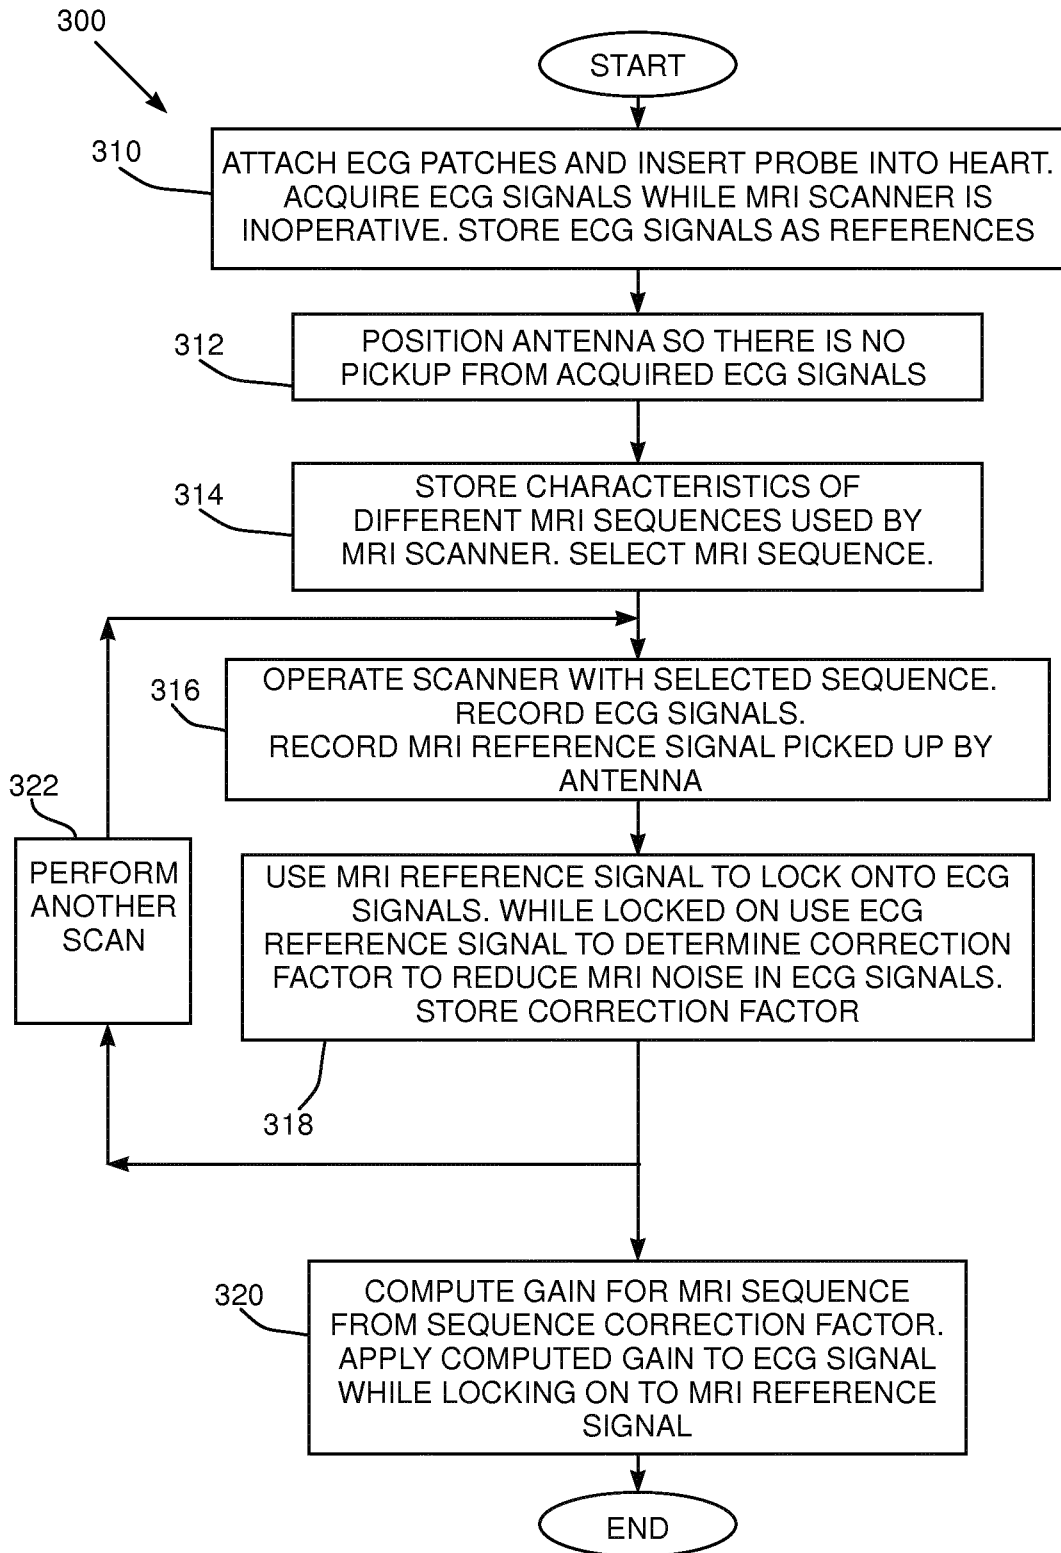 300
START
310
ATTACH ECG PATCHES AND INSERT PROBE INTO HEART.
ACQUIRE ECG SIGNALS WHILE MRI SCANNER IS
INOPERATIVE. STORE ECG SIGNALS AS REFERENCES
312
POSITION ANTENNA SO THERE IS NO
PICKUP FROM ACQUIRED ECG SIGNALS
314
STORE CHARACTERISTICS OF
DIFFERENT MRI SEQUENCES USED BY
MRI SCANNER. SELECT MRI SEQUENCE.
316
OPERATE SCANNER WITH SELECTED SEQUENCE.
RECORD ECG SIGNALS.
RECORD MRI REFERENCE SIGNAL PICKED UP BY
ANTENNA
322
PERFORM
ANOTHER
SCAN
USE MRI REFERENCE SIGNAL TO LOCK ONTO ECG
SIGNALS. WHILE LOCKED ON USE ECG
REFERENCE SIGNAL TO DETERMINE CORRECTION
FACTOR TO REDUCE MRI NOISE IN ECG SIGNALS.
STORE CORRECTION FACTOR
318
320
COMPUTE GAIN FOR MRI SEQUENCE
FROM SEQUENCE CORRECTION FACTOR.
APPLY COMPUTED GAIN TO ECG SIGNAL
WHILE LOCKING ON TO MRI REFERENCE
SIGNAL
END